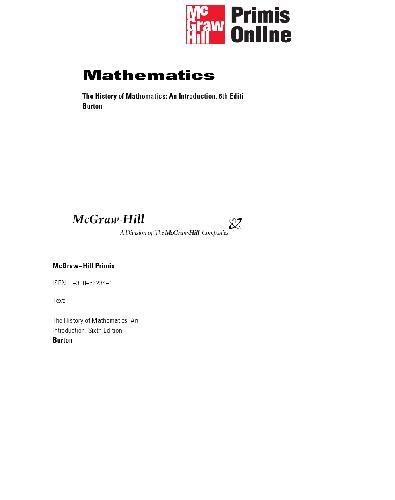 Mc
Graw
Hill
Primis
Online
Mathematics
The History of Mathematics: An Introduction, 6th Editi
Burton
McGraw-Hill
A Division of The McGraw-Hill Companies
McGraw−Hill Primis
ISBN:
Text:
The History of Mathematics: An
Introduction, Sixth Edition
Burton